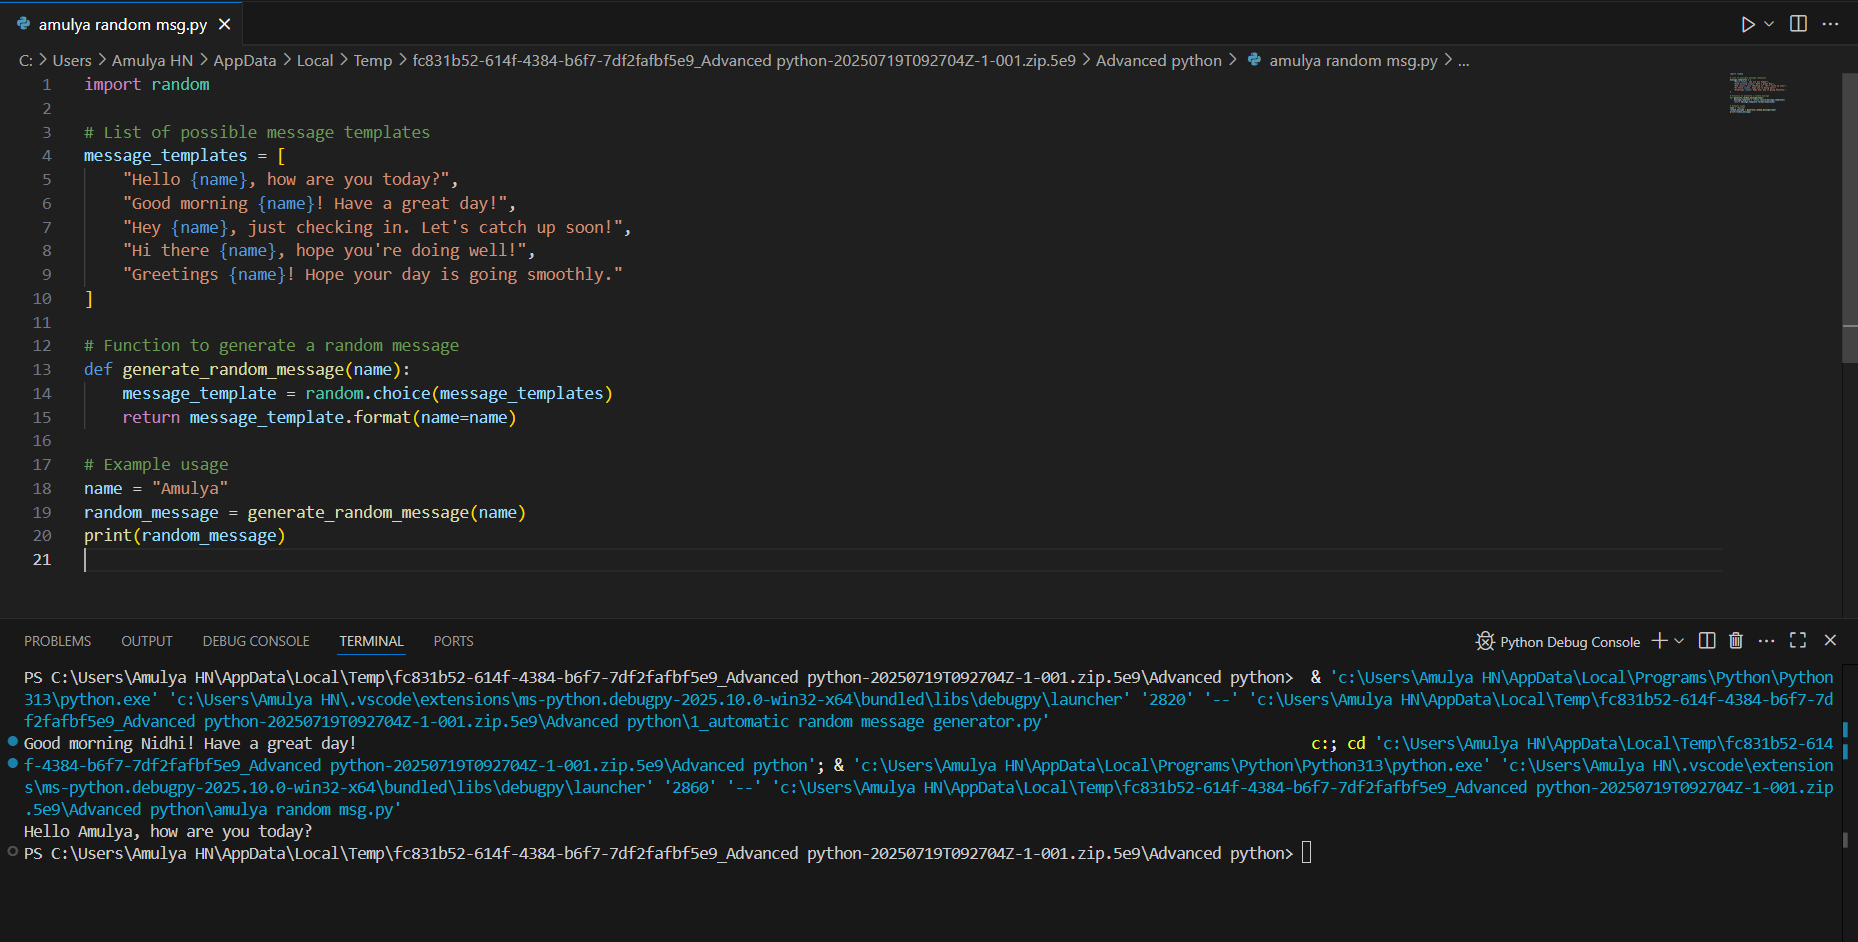 amulya random msg.py
C: > Users > Amulya HN > AppData > Local > Temp > fc831b52-614f-4384-b6f7-7df2fafbf5e9_Advanced python-20250719T092704Z-1-001.zip.5e9 > Advanced python > amulya random msg.py > ...
1 import random
2
3 # List of possible message templates
4 message_templates = [
5     "Hello {name}, how are you today?",
6     "Good morning {name}! Have a great day!",
7     "Hey {name}, just checking in. Let's catch up soon!",
8     "Hi there {name}, hope you're doing well!",
9     "Greetings {name}! Hope your day is going smoothly."
10 ]
11
12 # Function to generate a random message
13 def generate_random_message(name):
14     message_template = random.choice(message_templates)
15     return message_template.format(name=name)
16
17 # Example usage
18 name = "Amulya"
19 random_message = generate_random_message(name)
20 print(random_message)
21
PROBLEMS OUTPUT DEBUG CONSOLE TERMINAL PORTS Python Debug Console
PS C:\Users\Amulya HN\AppData\Local\Temp\fc831b52-614f-4384-b6f7-7df2fafbf5e9_Advanced python-20250719T092704Z-1-001.zip.5e9\Advanced python>  & 'c:\Users\Amulya HN\AppData\Local\Programs\Python\Python
313\python.exe' 'c:\Users\Amulya HN\.vscode\extensions\ms-python.debugpy-2025.10.0-win32-x64\bundled\libs\debugpy\launcher' '2820' '--' 'c:\Users\Amulya HN\AppData\Local\Temp\fc831b52-614f-4384-b6f7-7d
f2fafbf5e9_Advanced python-20250719T092704Z-1-001.zip.5e9\Advanced python\1_automatic random message generator.py'
Good morning Nidhi! Have a great day! c:; cd 'c:\Users\Amulya HN\AppData\Local\Temp\fc831b52-614
f-4384-b6f7-7df2fafbf5e9_Advanced python-20250719T092704Z-1-001.zip.5e9\Advanced python'; & 'c:\Users\Amulya HN\AppData\Local\Programs\Python\Python313\python.exe' 'c:\Users\Amulya HN\.vscode\extension
s\ms-python.debugpy-2025.10.0-win32-x64\bundled\libs\debugpy\launcher' '2860' '--' 'c:\Users\Amulya HN\AppData\Local\Temp\fc831b52-614f-4384-b6f7-7df2fafbf5e9_Advanced python-20250719T092704Z-1-001.zip
.5e9\Advanced python\amulya random msg.py'
Hello Amulya, how are you today?
PS C:\Users\Amulya HN\AppData\Local\Temp\fc831b52-614f-4384-b6f7-7df2fafbf5e9_Advanced python-20250719T092704Z-1-001.zip.5e9\Advanced python>